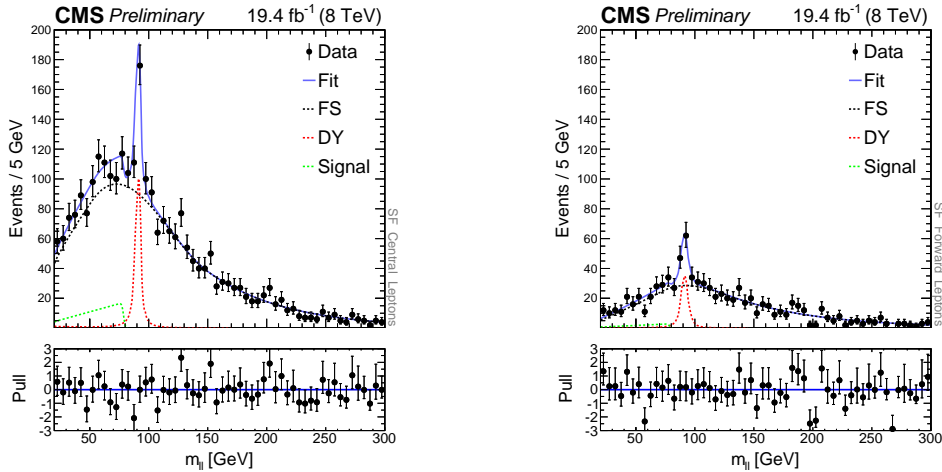 CMS Preliminary 19.4 fb⁻¹ (8 TeV)
Events / 5 GeV
200
180
160
140
120
100
80
60
40
20
Data
Fit
FS
DY
Signal
SF Central Leptons
Pull
3
2
1
0
-1
-2
-3
50 100 150 200 250 300
m_ll [GeV]
CMS Preliminary 19.4 fb⁻¹ (8 TeV)
Events / 5 GeV
200
180
160
140
120
100
80
60
40
20
Data
Fit
FS
DY
Signal
SF Forward Leptons
Pull
3
2
1
0
-1
-2
-3
50 100 150 200 250 300
m_ll [GeV]